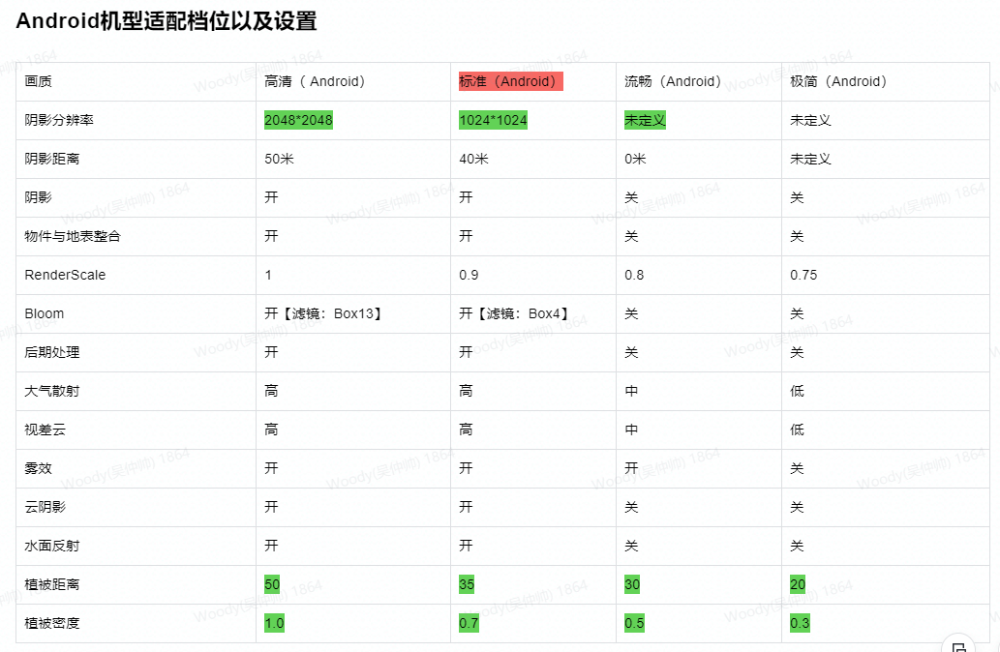 Android机型适配档位以及设置
画质 高清（ Android） 标准（Android） 流畅（Android） 极简（Android）
阴影分辨率 2048*2048 1024*1024 未定义 未定义
阴影距离 50米 40米 0米 未定义
阴影 开 开 关 关
物件与地表整合 开 开 关 关
RenderScale 1 0.9 0.8 0.75
Bloom 开【滤镜：Box13】 开【滤镜：Box4】 关 关
后期处理 开 开 关 关
大气散射 高 高 中 低
视差云 高 高 中 低
雾效 开 开 开 关
云阴影 开 开 关 关
水面反射 开 开 关 关
植被距离 50 35 30 20
植被密度 1.0 0.7 0.5 0.3
Woody(吴仲帅) 1864